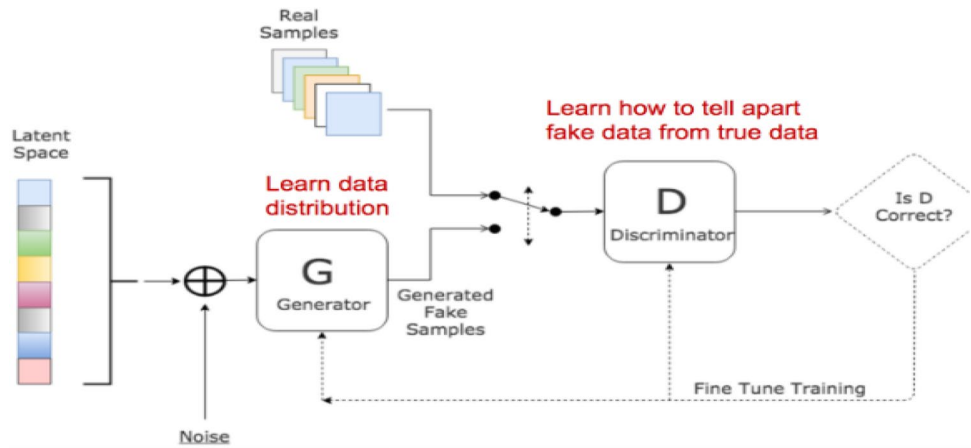 Real
Samples
Learn how to tell apart
fake data from true data
Latent
Space
Learn data
distribution
Is D
Correct?
D
Discriminator
G
Generator
Generated
Fake
Samples
Fine Tune Training
Noise